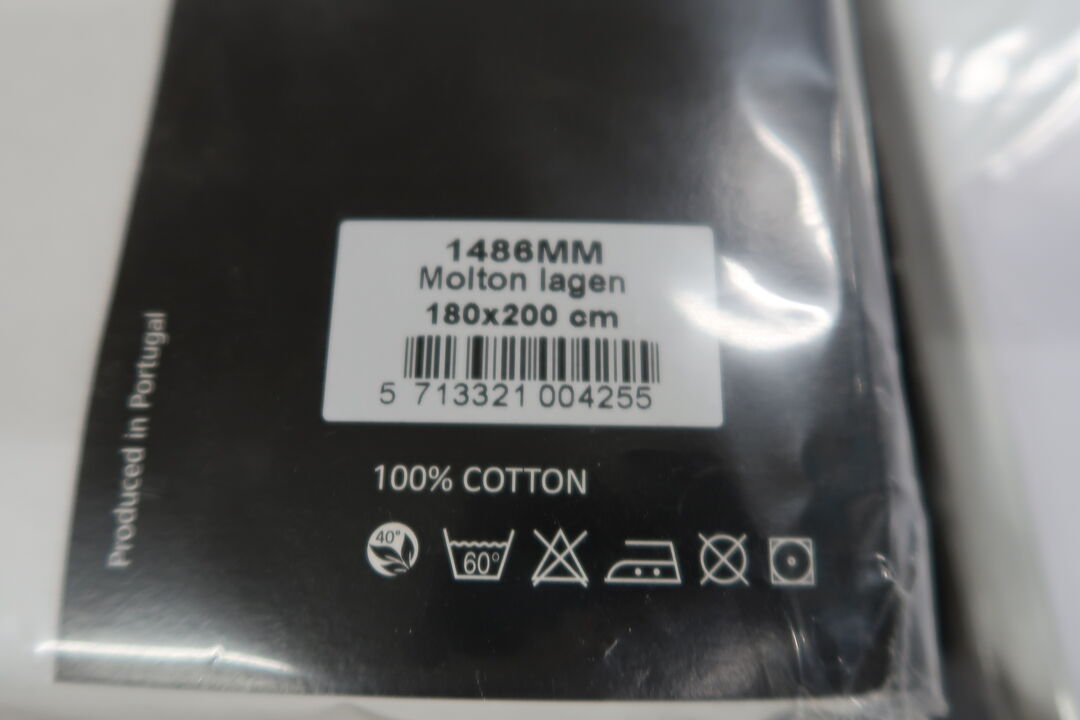 1486MM
Molton lagen
180x200 cm
5 713321 004255
Produced in Portugal
100% COTTON
40°
60°